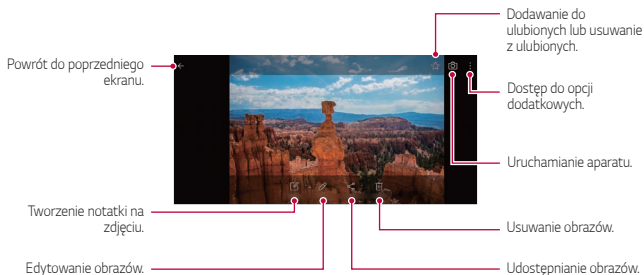 Dodawanie do
ulubionych lub usuwanie
z ulubionych.
Powrót do poprzedniego
ekranu.
Dostęp do opcji
dodatkowych.
Uruchamianie aparatu.
Tworzenie notatki na
zdjęciu.
Usuwanie obrazów.
Edytowanie obrazów.
Udostępnianie obrazów.